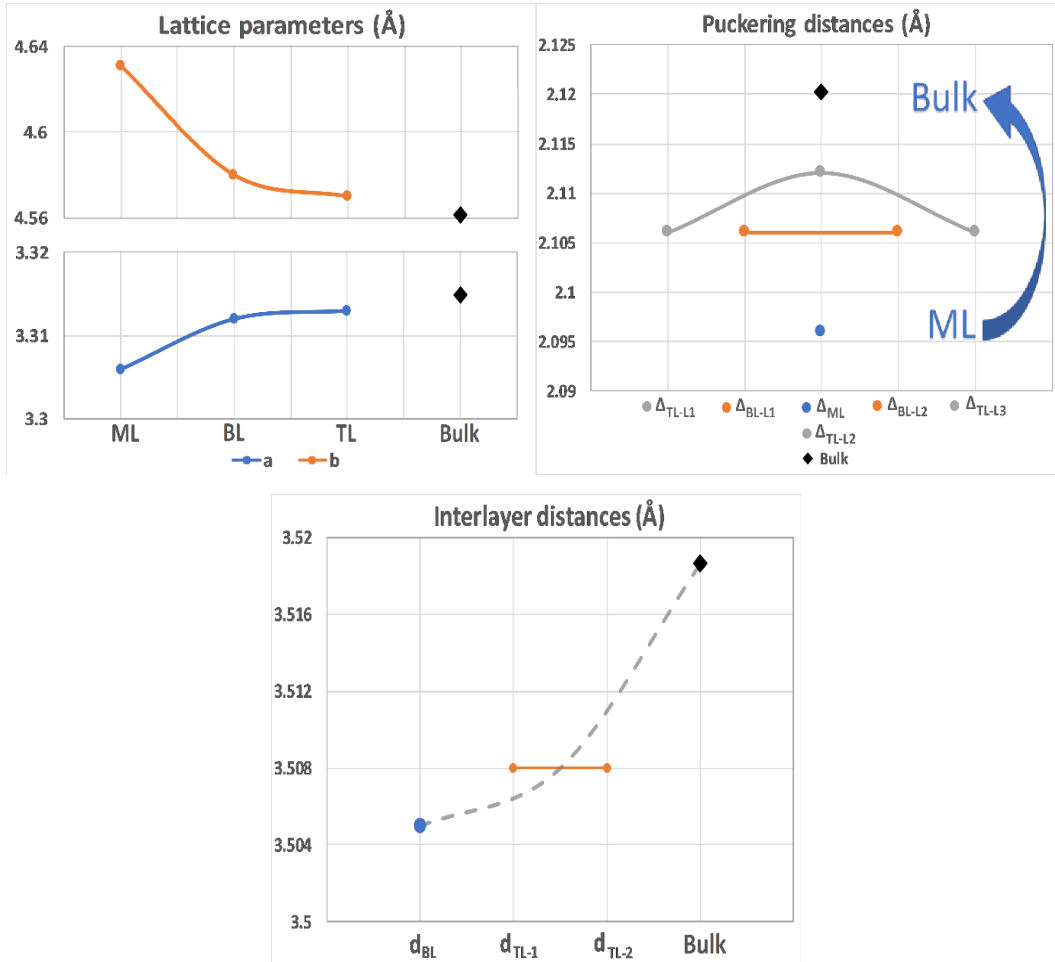 Lattice parameters (Å)
4.64
4.6
4.56
3.32
3.31
3.3
ML BL TL Bulk
a b
Puckering distances (Å)
2.125
2.12
2.115
2.11
2.105
2.1
2.095
2.09
Bulk
ML
Δ_TL-L1 Δ_BL-L1 Δ_ML Δ_BL-L2 Δ_TL-L3
Δ_TL-L2
Bulk
Interlayer distances (Å)
3.52
3.516
3.512
3.508
3.504
3.5
d_BL d_TL-1 d_TL-2 Bulk